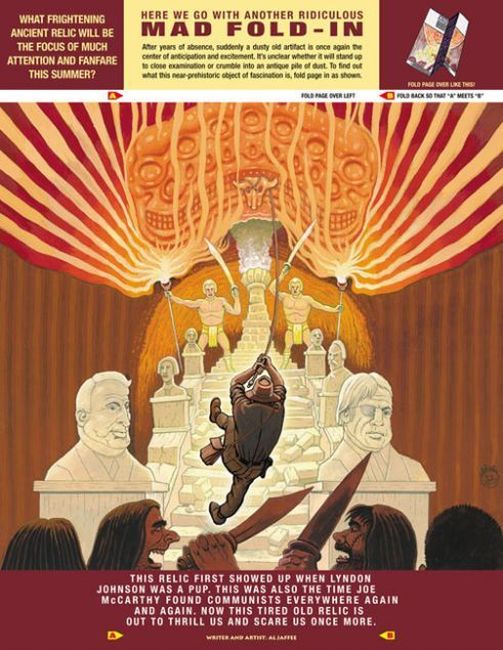 WHAT FRIGHTENING
ANCIENT RELIC WILL BE
THE FOCUS OF MUCH
ATTENTION AND FANFARE
THIS SUMMER?
HERE WE GO WITH ANOTHER RIDICULOUS
MAD FOLD-IN
After years of absence, suddenly a dusty old artifact is once again the
center of anticipation and excitement. It's unclear whether it will stand up
to close examination or crumble into an antique pile of dust. To find out
what this near-prehistoric object of fascination is, fold page in as shown.
FOLD PAGE OVER LIKE THIS!
A
FOLD PAGE OVER LEFT
B
FOLD BACK SO THAT "A" MEETS "B"
THIS RELIC FIRST SHOWED UP WHEN LYNDON
JOHNSON WAS A PUP. THIS WAS ALSO THE TIME JOE
McCARTHY FOUND COMMUNISTS EVERYWHERE AGAIN
AND AGAIN. NOW THIS TIRED OLD RELIC IS
OUT TO THRILL US AND SCARE US ONCE MORE.
A
WRITER AND ARTIST: AL JAFFEE
B